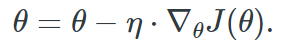 θ = θ − η · ∇θJ(θ).